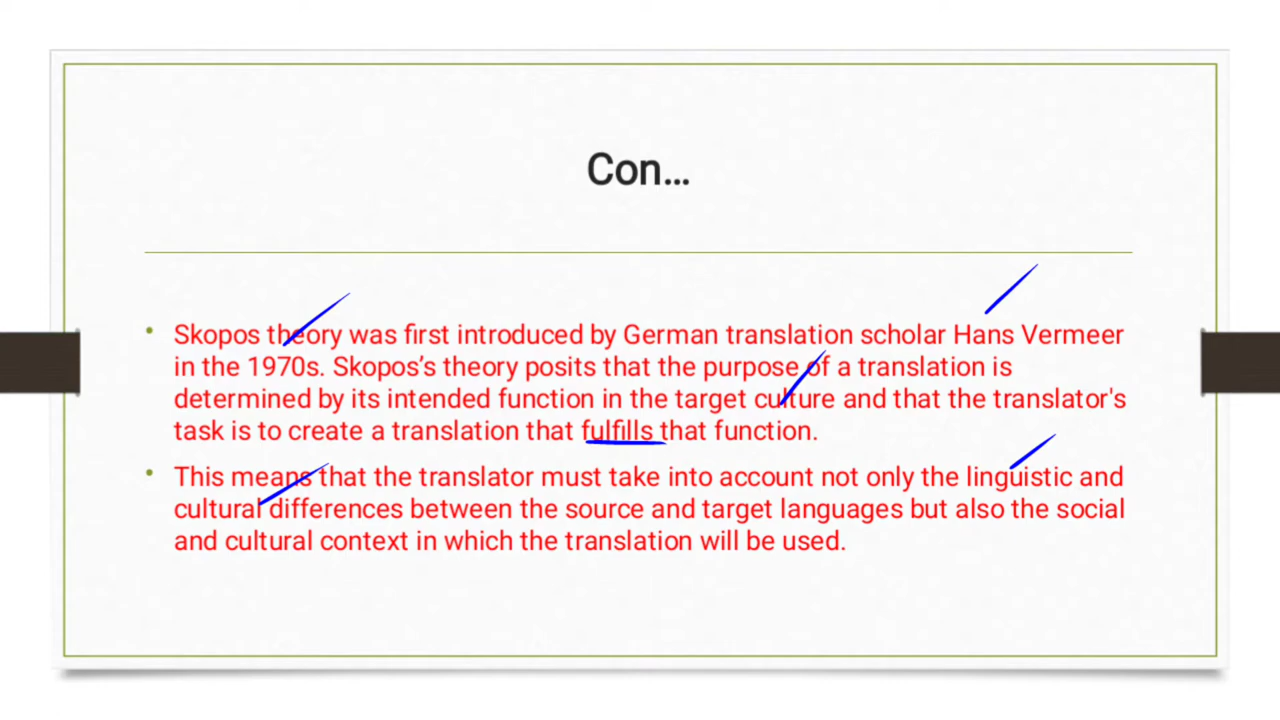 Con...
• Skopos theory was first introduced by German translation scholar Hans Vermeer
in the 1970s. Skopos’s theory posits that the purpose of a translation is
determined by its intended function in the target culture and that the translator's
task is to create a translation that fulfills that function.
• This means that the translator must take into account not only the linguistic and
cultural differences between the source and target languages but also the social
and cultural context in which the translation will be used.